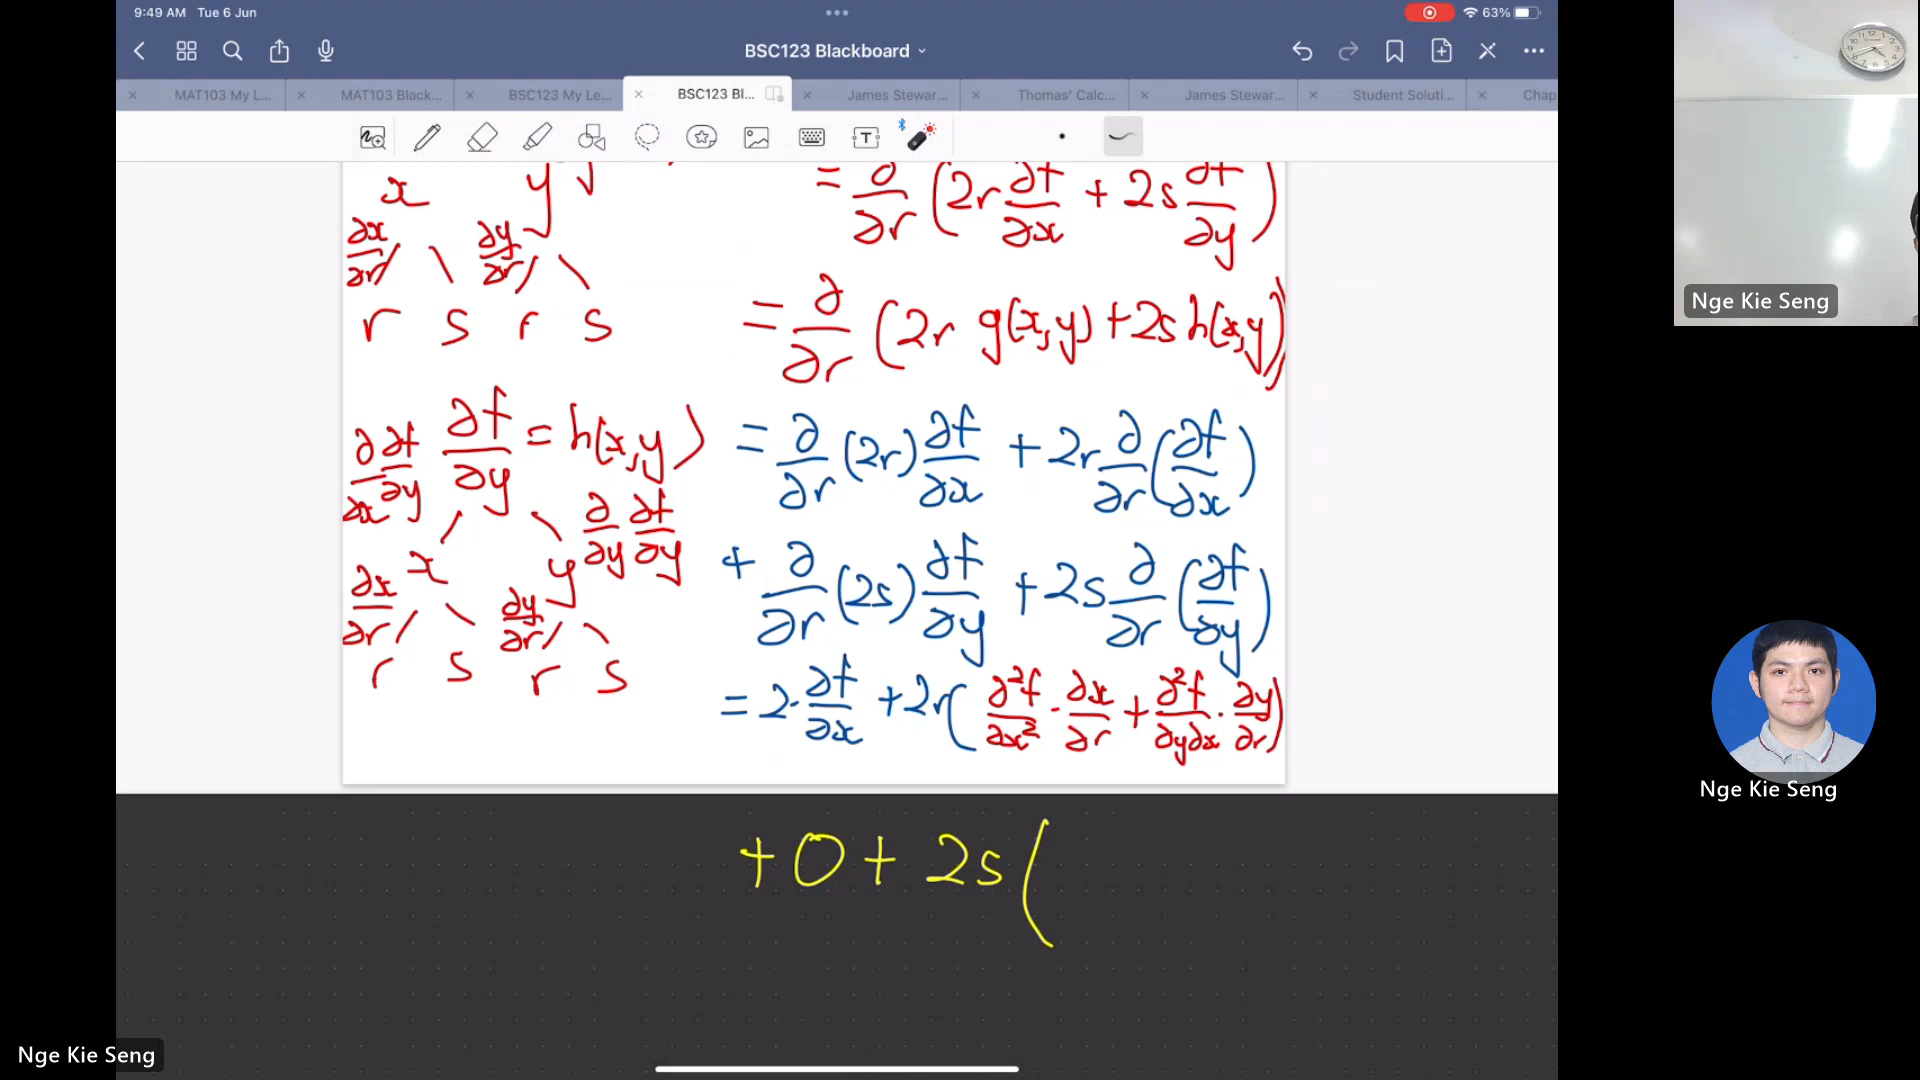 9:49 AM Tue 6 Jun
63%
BSC123 Blackboard
MAT103 My L...
MAT103 Black...
BSC123 My Le...
BSC123 Bl...
James Stewar...
Thomas' Calc...
James Stewar...
Student Soluti...
Chap
x y
∂x/∂r ∂y/∂r
r s r s
= ∂/∂r (2r ∂f/∂x + 2s ∂f/∂y)
= ∂/∂r (2r g(x,y) + 2s h(x,y))
∂f/∂y = h(x,y)
∂/∂x ∂f/∂y
∂/∂y ∂f/∂y
x y
∂x/∂r ∂y/∂r
r s r s
= ∂/∂r (2r) ∂f/∂x + 2r ∂/∂r (∂f/∂x)
+ ∂/∂r (2s) ∂f/∂y + 2s ∂/∂r (∂f/∂y)
= 2·∂f/∂x + 2r(∂²f/∂x² · ∂x/∂r + ∂²f/∂y∂x · ∂y/∂r)
+ 0 + 2s (
Nge Kie Seng
Nge Kie Seng
Nge Kie Seng